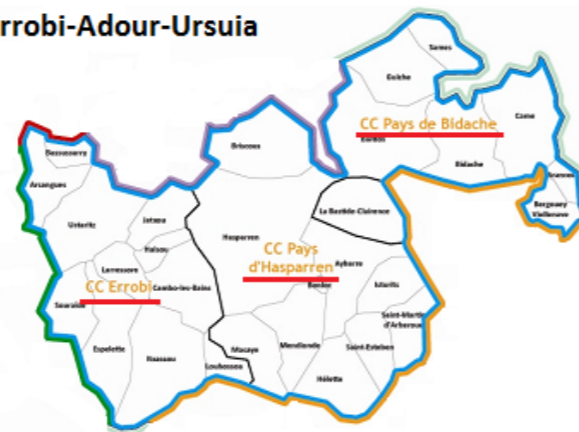 rrobi-Adour-Ursuia
Sames
Guiche
CC Pays de Bidache
Came
Bidache
Bassussarry
Briscous
Arancou
Arcangues
Bergouey
Viellenave
La Bastide-Clairence
Ustaritz
Jatxou
Halsou
Hasparren
CC Pays
d'Hasparren
Ayherre
Larressore
CC Errobi
Cambo-les-Bains
Bonloc
Isturits
Souraïde
Saint-Martin
d'Arberoue
Espelette
Itxassou
Macaye
Mendionde
Saint-Esteben
Louhossoa
Hélette